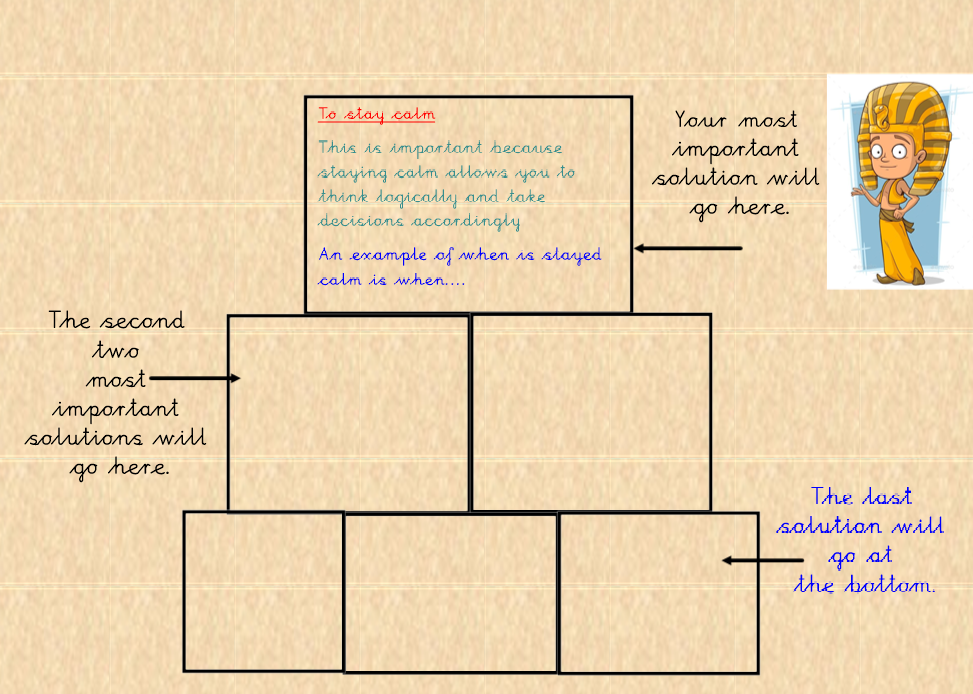 To stay calm
This is important because
staying calm allows you to
think logically and take
decisions accordingly
An example of when is stayed
calm is when....
Your most
important
solution will
go here.
The second
two
most
important
solutions will
go here.
The last
solution will
go at
the bottom.